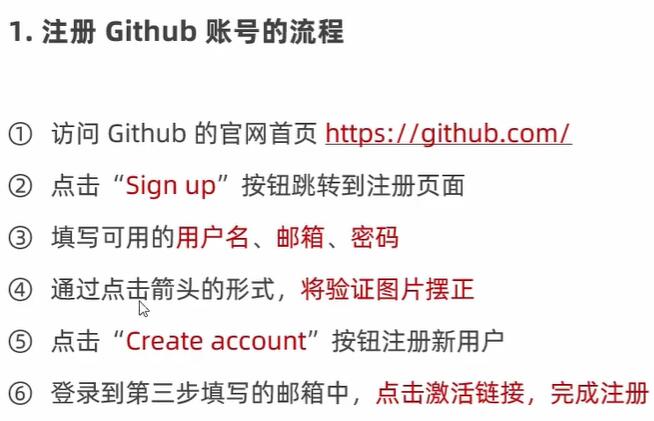 1. 注册 Github 账号的流程
① 访问 Github 的官网首页 https://github.com/
② 点击“Sign up”按钮跳转到注册页面
③ 填写可用的用户名、邮箱、密码
④ 通过点击箭头的形式，将验证图片摆正
⑤ 点击“Create account”按钮注册新用户
⑥ 登录到第三步填写的邮箱中，点击激活链接，完成注册